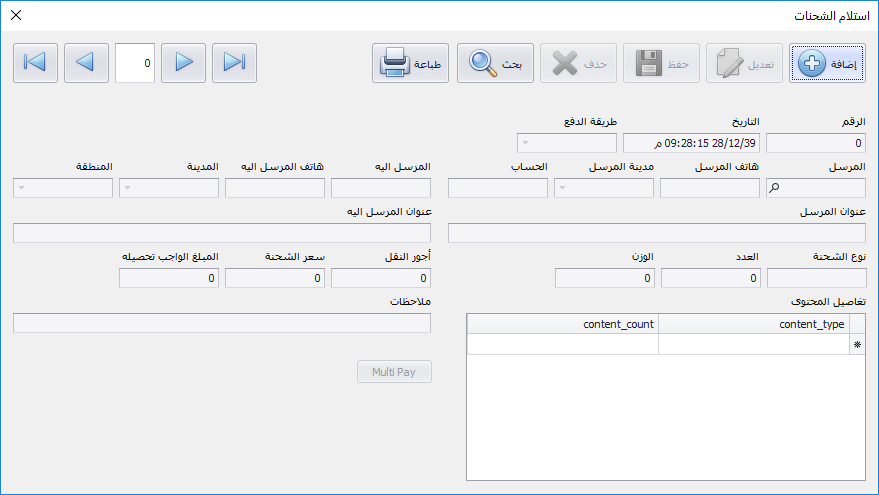 استلام الشحنات
إضافة تعديل حفظ حذف بحث طباعة 0
الرقم التاريخ طريقة الدفع
0 28/12/39 09:28:15 م
المرسل هاتف المرسل مدينة المرسل الحساب المرسل اليه هاتف المرسل اليه المدينة المنطقة
عنوان المرسل عنوان المرسل اليه
نوع الشحنة العدد الوزن أجور النقل سعر الشحنة المبلغ الواجب تحصيله
0 0 0 0 0
تفاصيل المحتوى ملاحظات
content_type content_count
Multi Pay